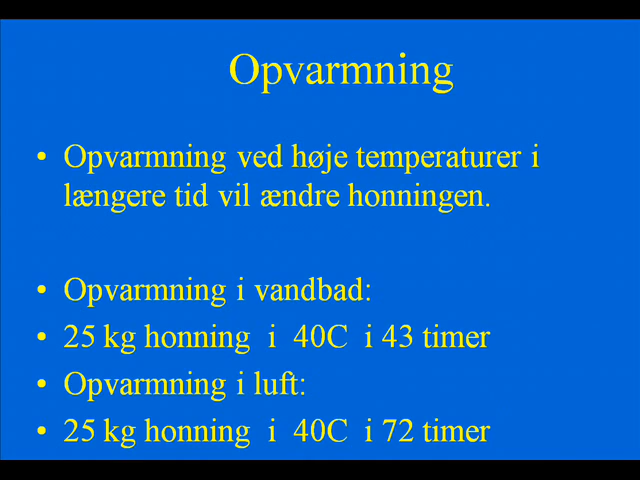 Opvarmning
• Opvarmning ved høje temperaturer i
længere tid vil ændre honningen.
• Opvarmning i vandbad:
• 25 kg honning i 40C i 43 timer
• Opvarmning i luft:
• 25 kg honning i 40C i 72 timer